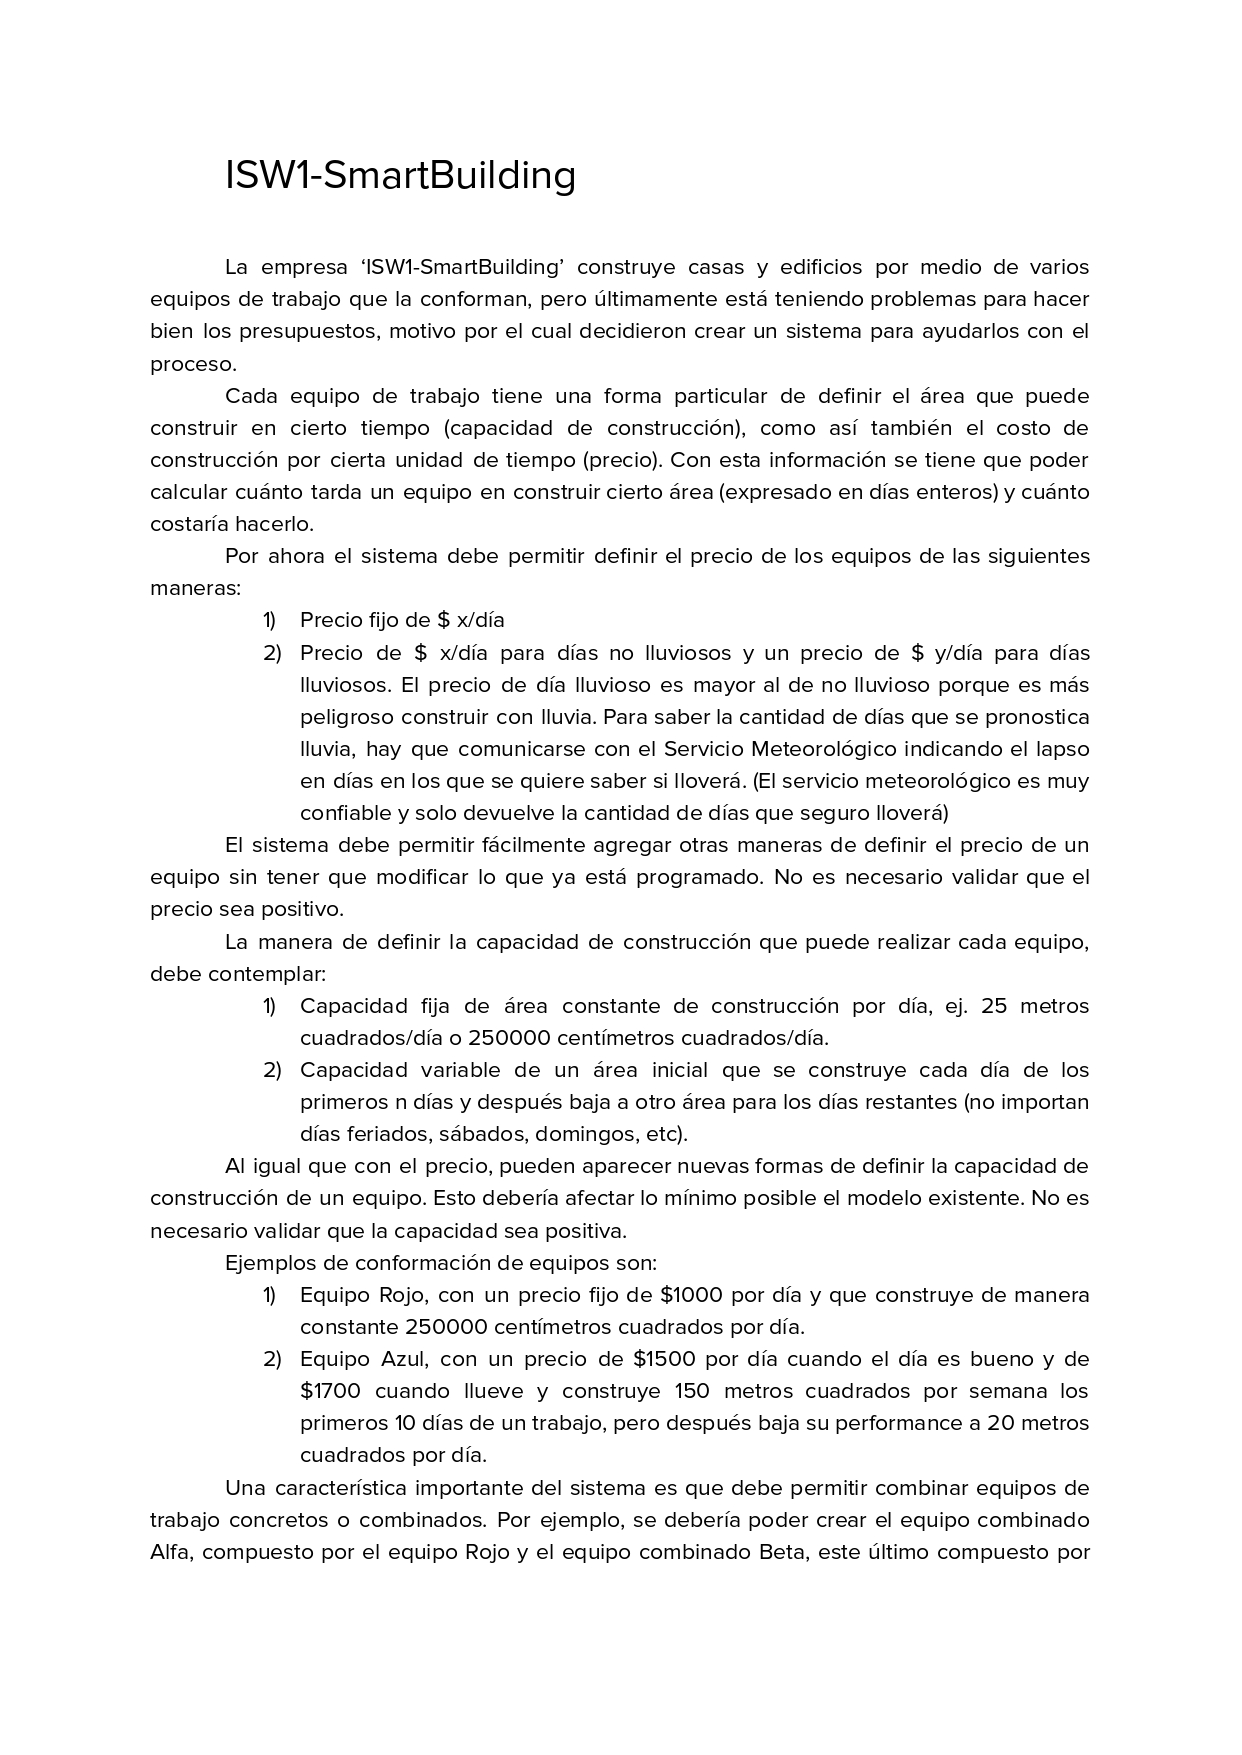 ISW1-SmartBuilding
La empresa ‘ISW1-SmartBuilding’ construye casas y edificios por medio de varios
equipos de trabajo que la conforman, pero últimamente está teniendo problemas para hacer
bien los presupuestos, motivo por el cual decidieron crear un sistema para ayudarlos con el
proceso.
Cada equipo de trabajo tiene una forma particular de definir el área que puede
construir en cierto tiempo (capacidad de construcción), como así también el costo de
construcción por cierta unidad de tiempo (precio). Con esta información se tiene que poder
calcular cuánto tarda un equipo en construir cierto área (expresado en días enteros) y cuánto
costaría hacerlo.
Por ahora el sistema debe permitir definir el precio de los equipos de las siguientes
maneras:
1) Precio fijo de $ x/día
2) Precio de $ x/día para días no lluviosos y un precio de $ y/día para días
lluviosos. El precio de día lluvioso es mayor al de no lluvioso porque es más
peligroso construir con lluvia. Para saber la cantidad de días que se pronostica
lluvia, hay que comunicarse con el Servicio Meteorológico indicando el lapso
en días en los que se quiere saber si lloverá. (El servicio meteorológico es muy
confiable y solo devuelve la cantidad de días que seguro lloverá)
El sistema debe permitir fácilmente agregar otras maneras de definir el precio de un
equipo sin tener que modificar lo que ya está programado. No es necesario validar que el
precio sea positivo.
La manera de definir la capacidad de construcción que puede realizar cada equipo,
debe contemplar:
1) Capacidad fija de área constante de construcción por día, ej. 25 metros
cuadrados/día o 250000 centímetros cuadrados/día.
2) Capacidad variable de un área inicial que se construye cada día de los
primeros n días y después baja a otro área para los días restantes (no importan
días feriados, sábados, domingos, etc).
Al igual que con el precio, pueden aparecer nuevas formas de definir la capacidad de
construcción de un equipo. Esto debería afectar lo mínimo posible el modelo existente. No es
necesario validar que la capacidad sea positiva.
Ejemplos de conformación de equipos son:
1) Equipo Rojo, con un precio fijo de $1000 por día y que construye de manera
constante 250000 centímetros cuadrados por día.
2) Equipo Azul, con un precio de $1500 por día cuando el día es bueno y de
$1700 cuando llueve y construye 150 metros cuadrados por semana los
primeros 10 días de un trabajo, pero después baja su performance a 20 metros
cuadrados por día.
Una característica importante del sistema es que debe permitir combinar equipos de
trabajo concretos o combinados. Por ejemplo, se debería poder crear el equipo combinado
Alfa, compuesto por el equipo Rojo y el equipo combinado Beta, este último compuesto por